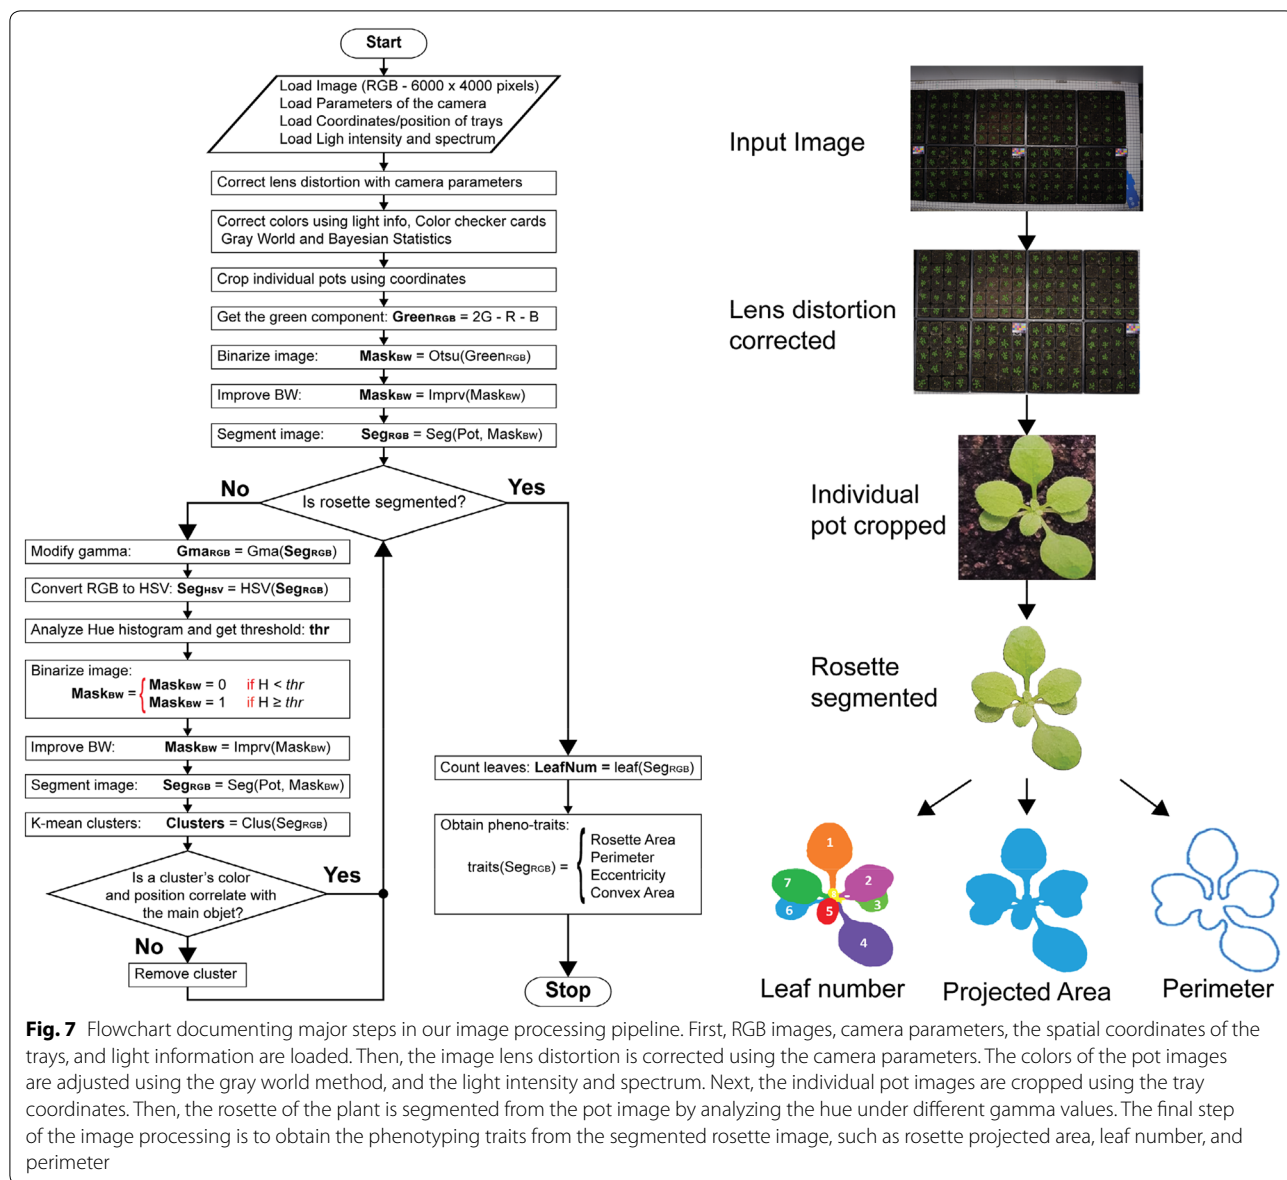 Start
Load Image (RGB - 6000 x 4000 pixels)
Load Parameters of the camera
Load Coordinates/position of trays
Load Ligh intensity and spectrum
Correct lens distortion with camera parameters
Correct colors using light info, Color checker cards
Gray World and Bayesian Statistics
Crop individual pots using coordinates
Get the green component: GreenRGB = 2G - R - B
Binarize image: MaskBW = Otsu(GreenRGB)
Improve BW: MaskBW = Imprv(MaskBW)
Segment image: SegRGB = Seg(Pot, MaskBW)
Is rosette segmented?
No
Yes
Modify gamma: GmaRGB = Gma(SegRGB)
Convert RGB to HSV: SegHSV = HSV(SegRGB)
Analyze Hue histogram and get threshold: thr
Binarize image:
MaskBW = { MaskBW = 0 if H < thr
MaskBW = 1 if H ≥ thr
Improve BW: MaskBW = Imprv(MaskBW)
Segment image: SegRGB = Seg(Pot, MaskBW)
K-mean clusters: Clusters = Clus(SegRGB)
Is a cluster's color
and position correlate with
the main objet?
Yes
No
Remove cluster
Count leaves: LeafNum = leaf(SegRGB)
Obtain pheno-traits:
traits(SegRGB) = {
Rosette Area
Perimeter
Eccentricity
Convex Area
Stop
Input Image
Lens distortion
corrected
Individual
pot cropped
Rosette
segmented
1
2
3
4
5
6
7
8
Leaf number
Projected Area
Perimeter
Fig. 7 Flowchart documenting major steps in our image processing pipeline. First, RGB images, camera parameters, the spatial coordinates of the
trays, and light information are loaded. Then, the image lens distortion is corrected using the camera parameters. The colors of the pot images
are adjusted using the gray world method, and the light intensity and spectrum. Next, the individual pot images are cropped using the tray
coordinates. Then, the rosette of the plant is segmented from the pot image by analyzing the hue under different gamma values. The final step
of the image processing is to obtain the phenotyping traits from the segmented rosette image, such as rosette projected area, leaf number, and
perimeter